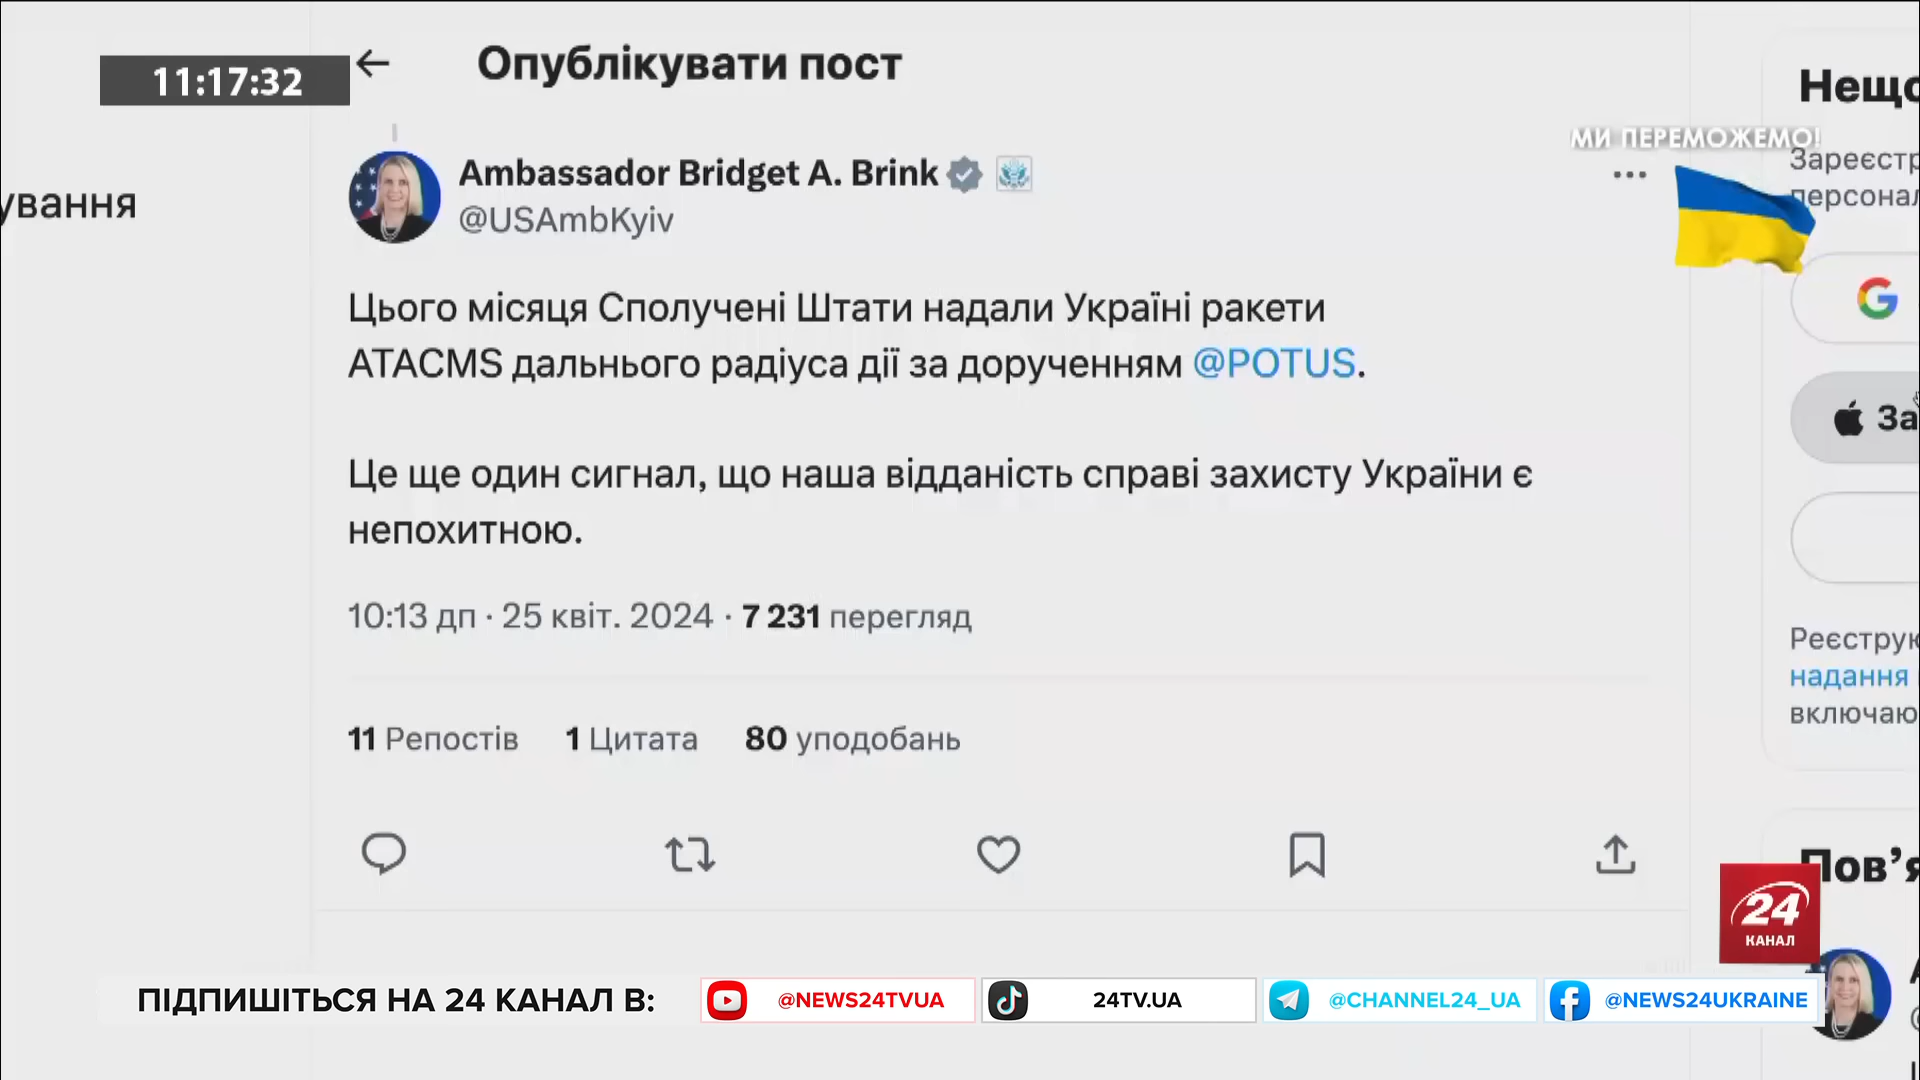 11:17:32
Опублікувати пост
Нещо
МИ ПЕРЕМОЖЕМО!
Ambassador Bridget A. Brink
@USAmbKyiv
ування
Зареєстр
персонал
Цього місяця Сполучені Штати надали Україні ракети
ATACMS дальнього радіуса дії за дорученням @POTUS.
За
Це ще один сигнал, що наша відданість справі захисту України є
непохитною.
10:13 дп · 25 квіт. 2024 · 7 231 перегляд
Реєструю
надання
включаю
11 Репостів 1 Цитата 80 уподобань
Пов’я
24
КАНАЛ
ПІДПИШІТЬСЯ НА 24 КАНАЛ В: @NEWS24TVUA 24TV.UA @CHANNEL24_UA @NEWS24UKRAINE